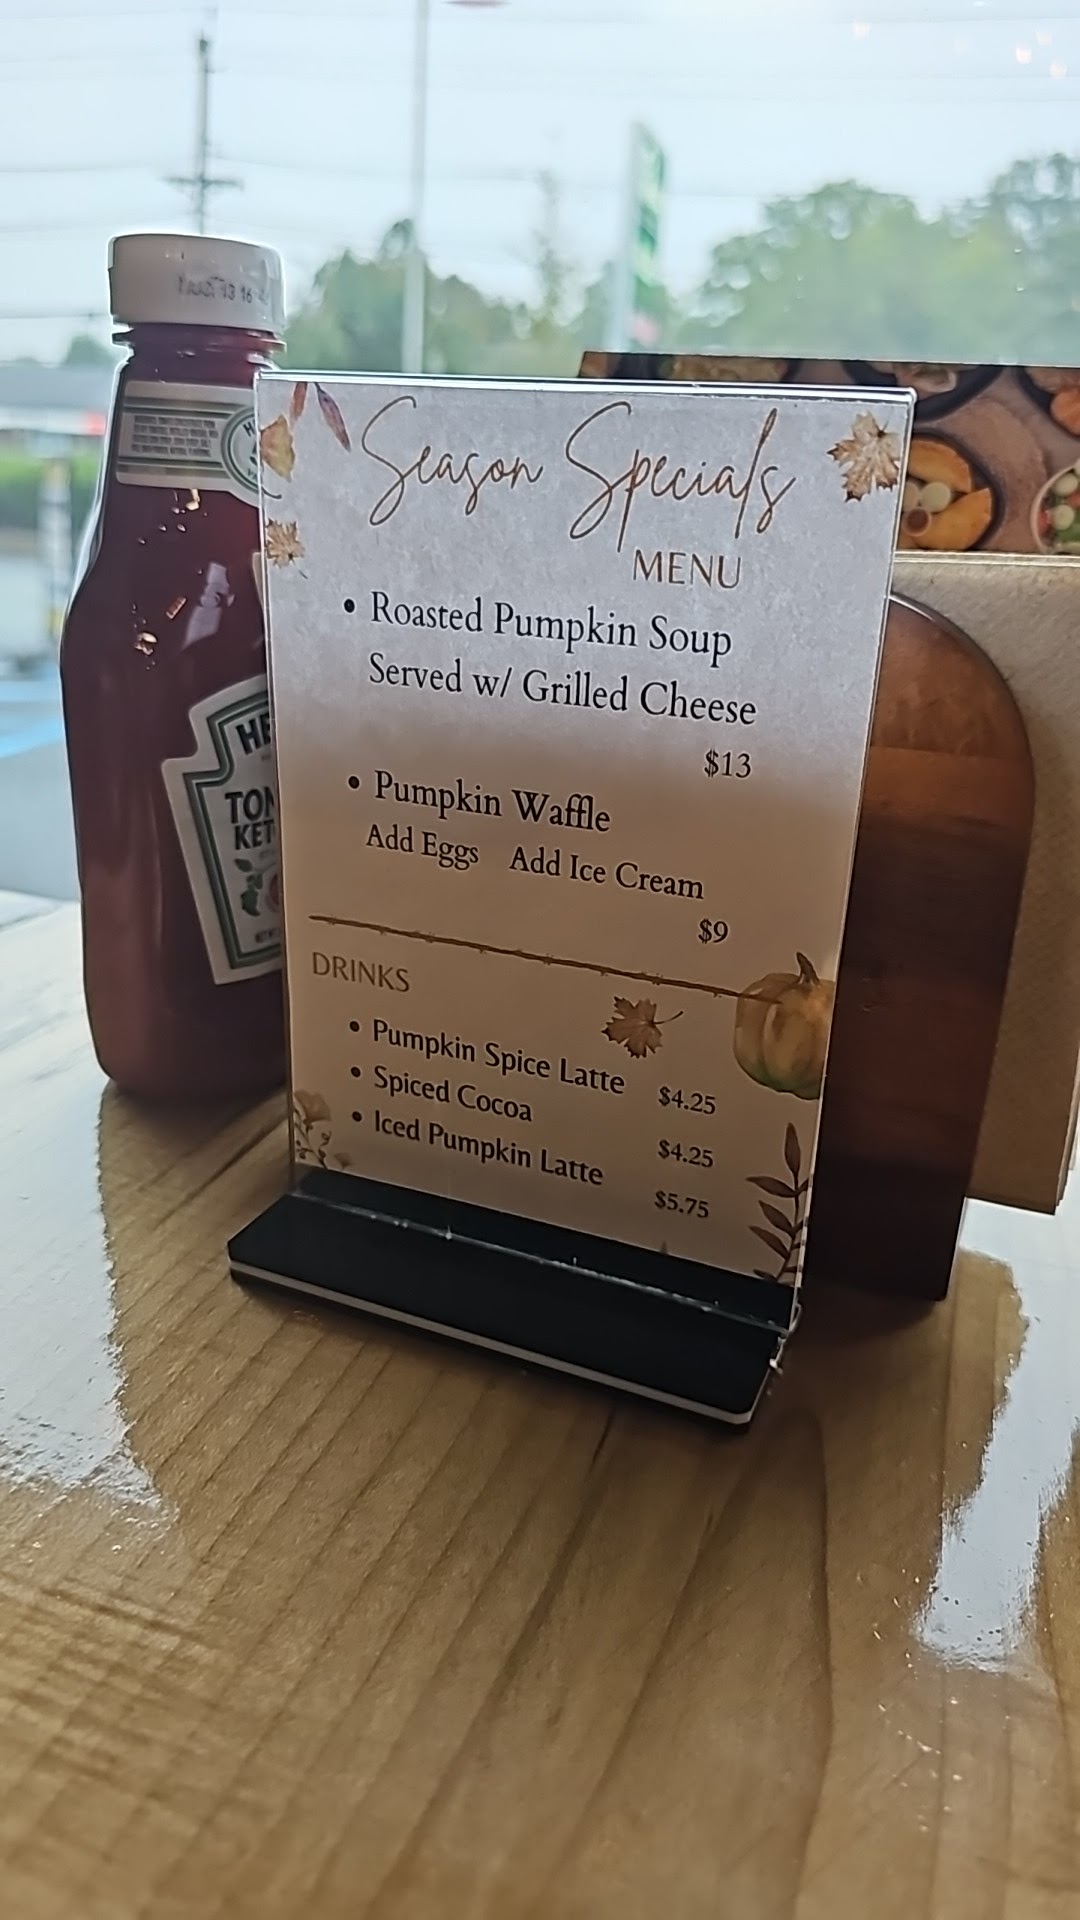 Season Specials
MENU
• Roasted Pumpkin Soup
Served w/ Grilled Cheese
$13
• Pumpkin Waffle
Add Eggs Add Ice Cream
$9
DRINKS
• Pumpkin Spice Latte $4.25
• Spiced Cocoa $4.25
• Iced Pumpkin Latte $5.75
HE
TOM
KET